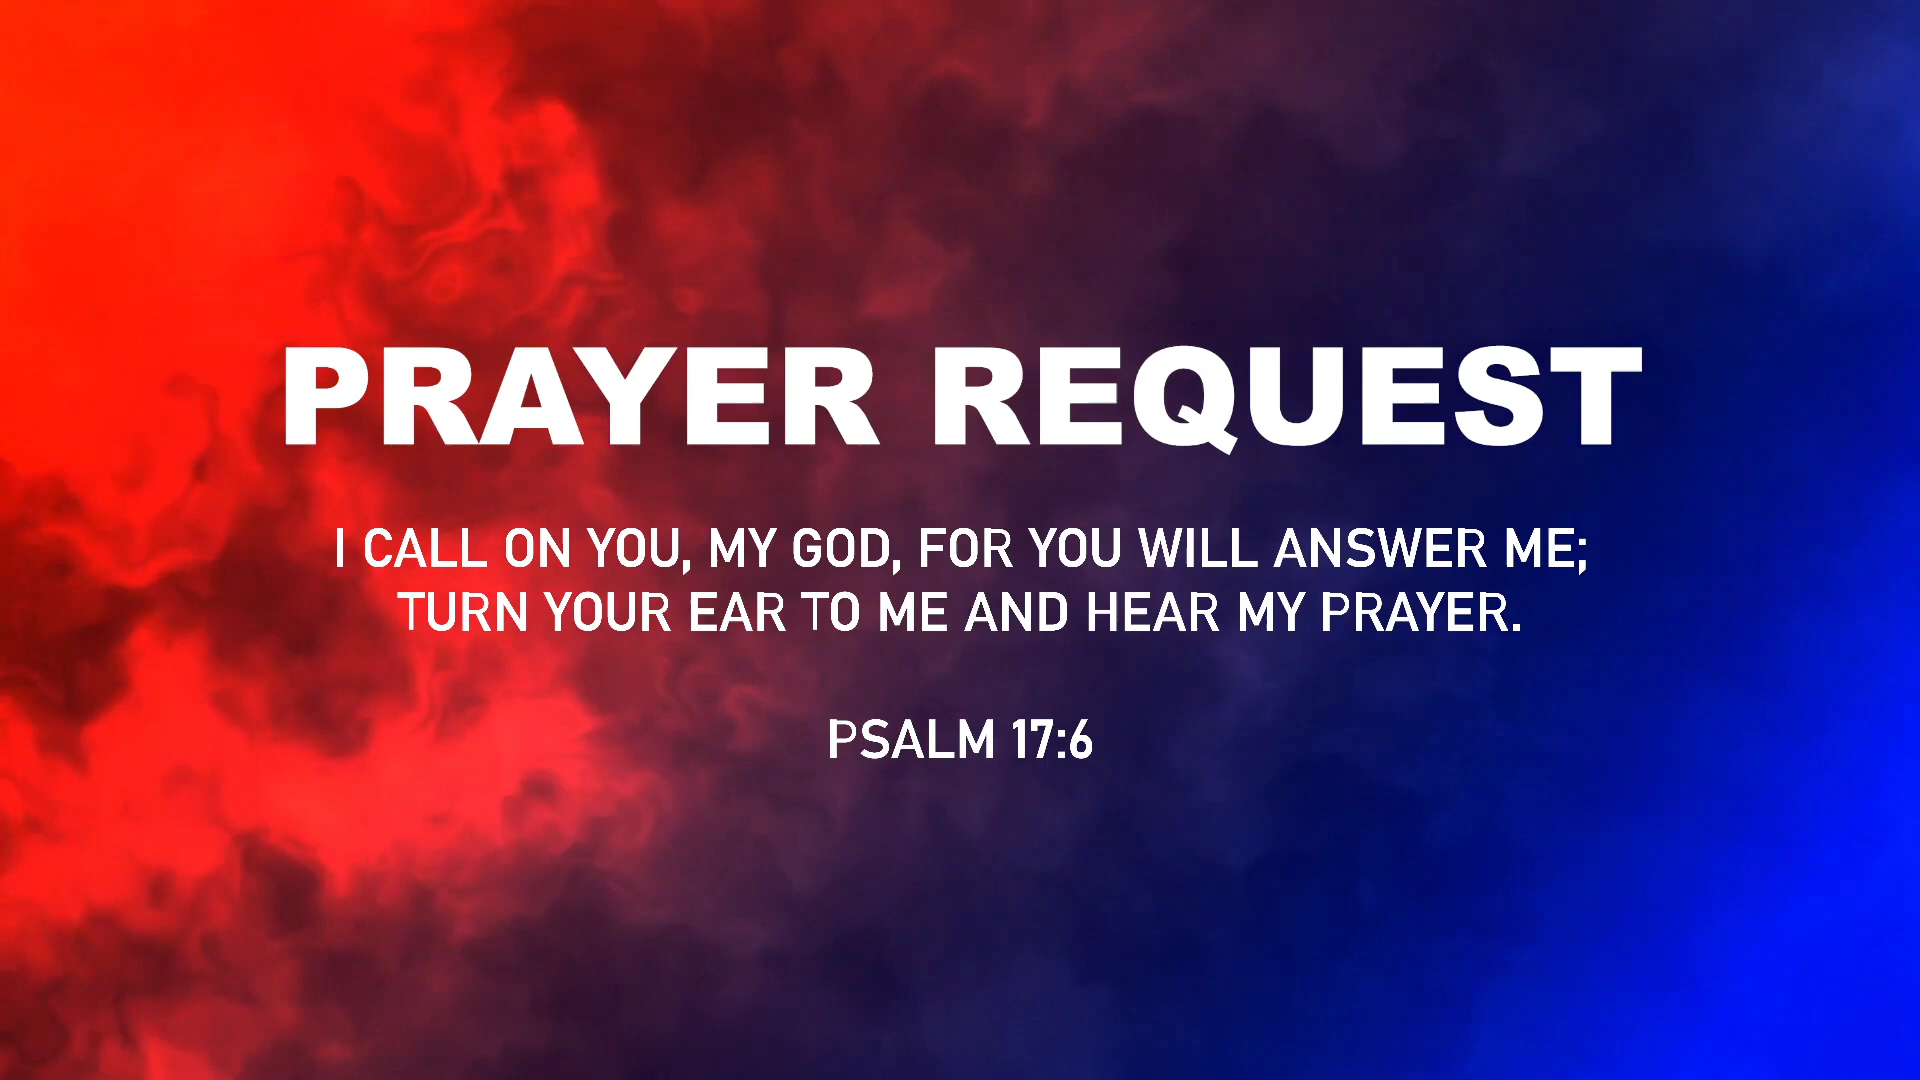 PRAYER REQUEST
I CALL ON YOU, MY GOD, FOR YOU WILL ANSWER ME;
TURN YOUR EAR TO ME AND HEAR MY PRAYER.
PSALM 17:6